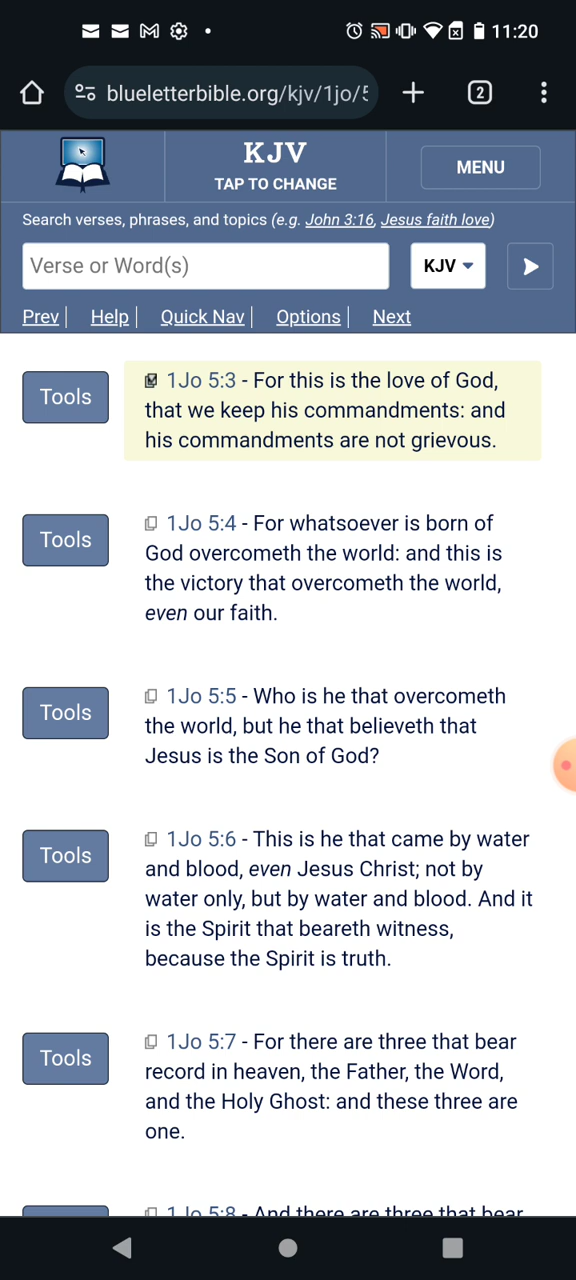 11:20
blueletterbible.org/kjv/1jo/5
2
KJV
TAP TO CHANGE
MENU
Search verses, phrases, and topics (e.g. John 3:16, Jesus faith love)
Verse or Word(s)
KJV
Prev| Help| Quick Nav| Options| Next
Tools
1Jo 5:3 - For this is the love of God,
that we keep his commandments: and
his commandments are not grievous.
Tools
1Jo 5:4 - For whatsoever is born of
God overcometh the world: and this is
the victory that overcometh the world,
even our faith.
Tools
1Jo 5:5 - Who is he that overcometh
the world, but he that believeth that
Jesus is the Son of God?
Tools
1Jo 5:6 - This is he that came by water
and blood, even Jesus Christ; not by
water only, but by water and blood. And it
is the Spirit that beareth witness,
because the Spirit is truth.
Tools
1Jo 5:7 - For there are three that bear
record in heaven, the Father, the Word,
and the Holy Ghost: and these three are
one.
1Jo 5:8 - And there are three that bear